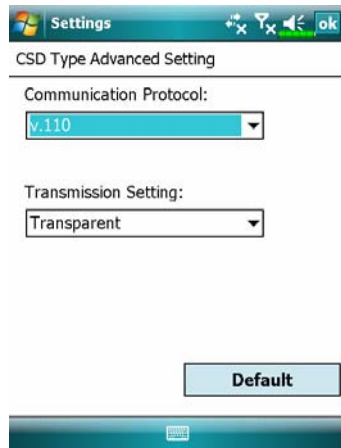 Settings
ok
CSD Type Advanced Setting
Communication Protocol:
v.110
Transmission Setting:
Transparent
Default